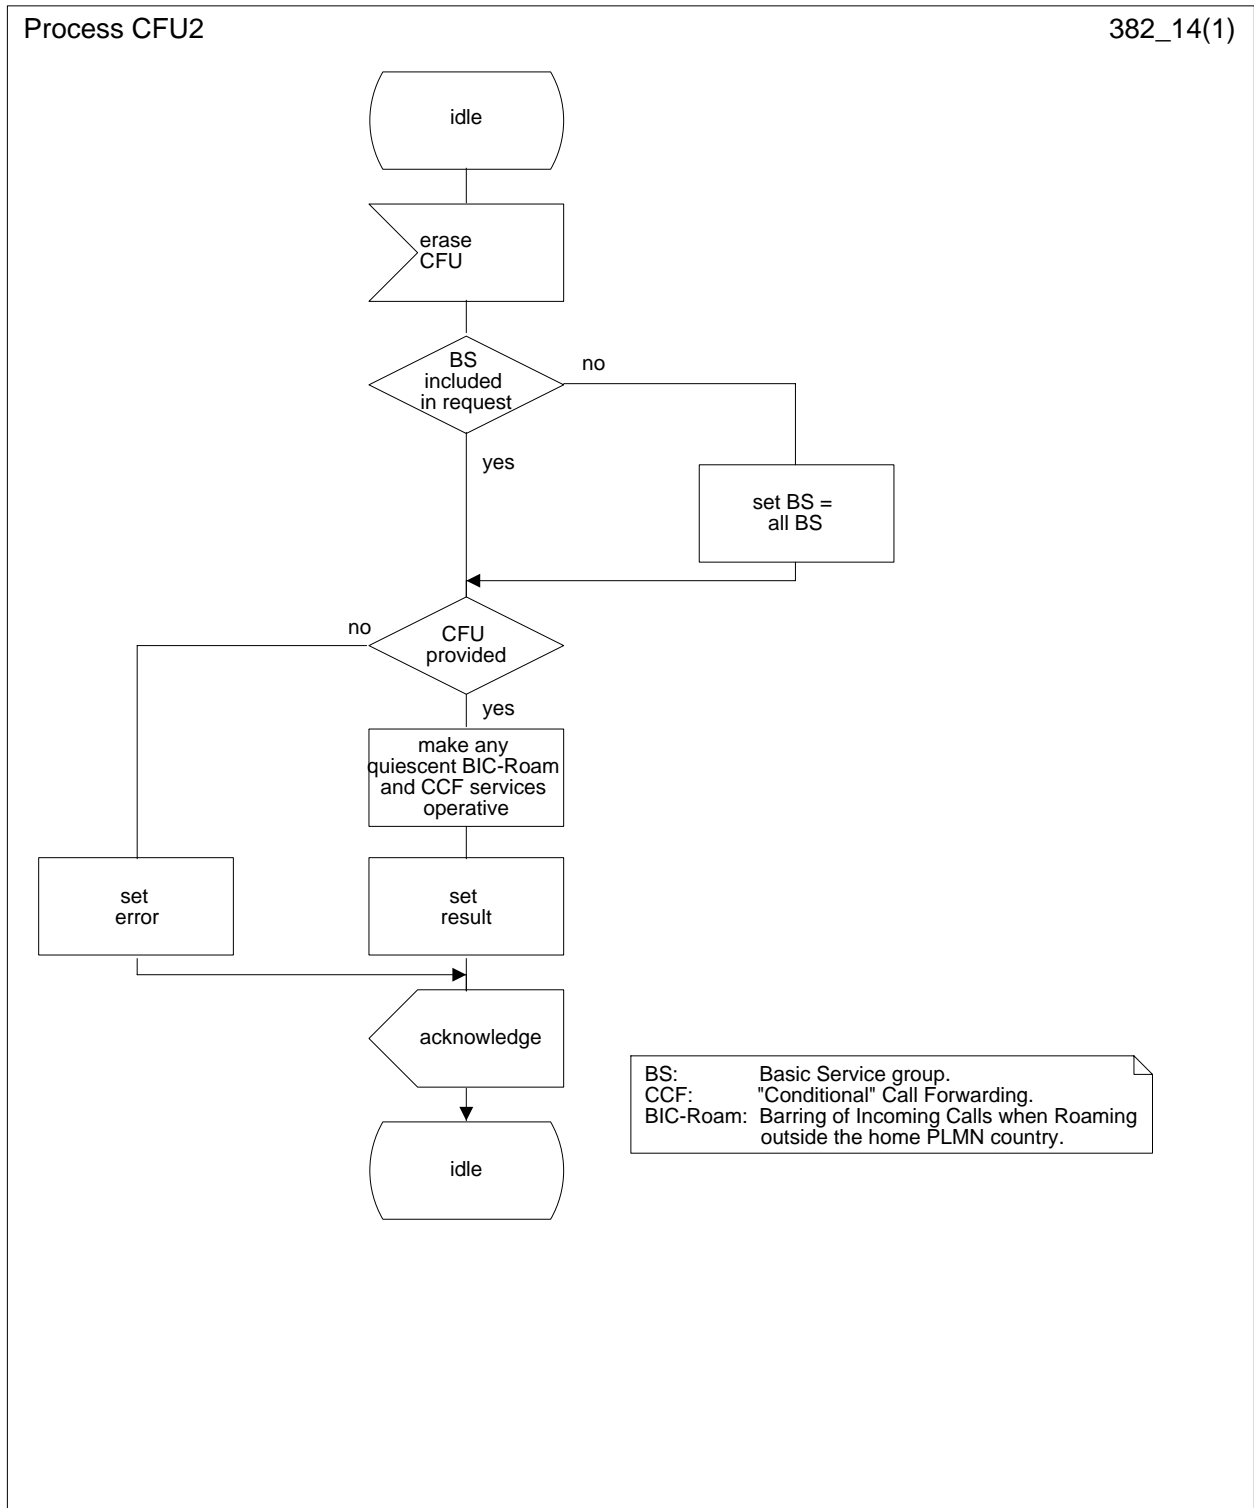 Process CFU2
382_14(1)
idle
erase
CFU
BS
included
in request
no
yes
set BS =
all BS
no
CFU
provided
yes
make any
quiescent BIC-Roam
and CCF services
operative
set
error
set
result
acknowledge
BS: Basic Service group.
CCF: "Conditional" Call Forwarding.
BIC-Roam: Barring of Incoming Calls when Roaming
outside the home PLMN country.
idle